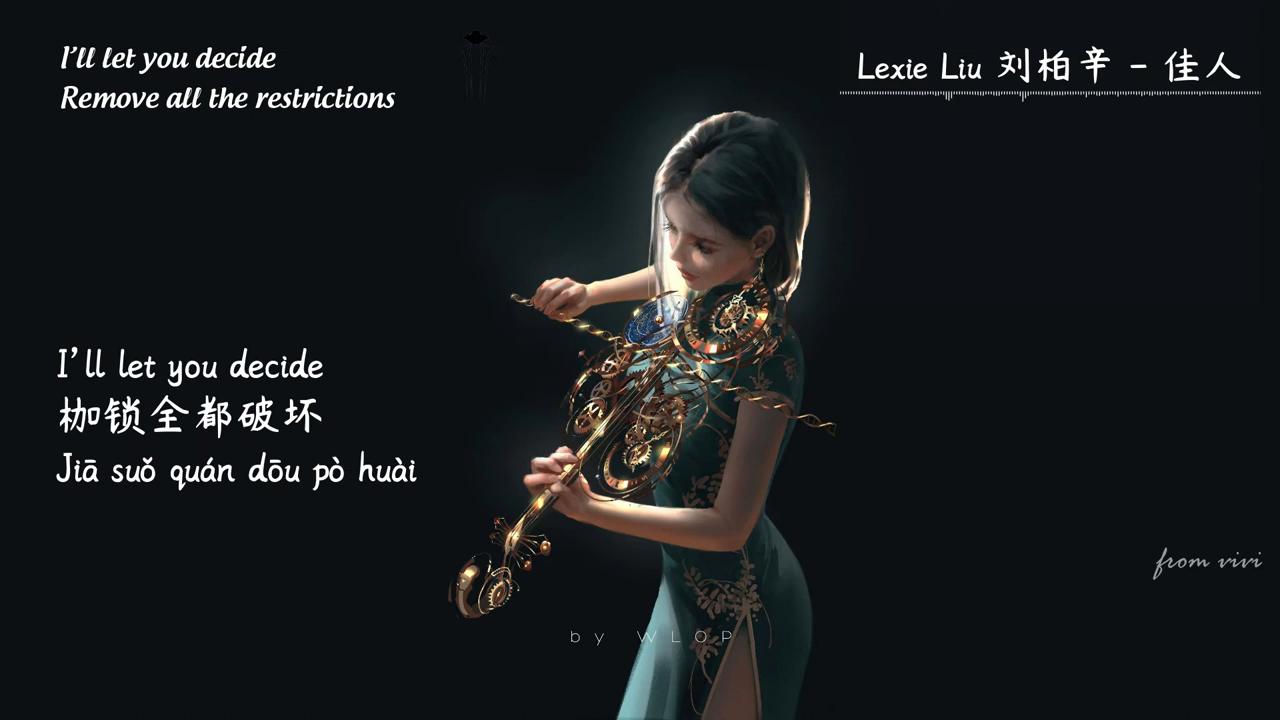 I'll let you decide
Remove all the restrictions
Lexie Liu 刘柏辛 - 佳人
I'll let you decide
枷锁全都破坏
Jiā suǒ quán dōu pò huài
from vivi
by WLOP